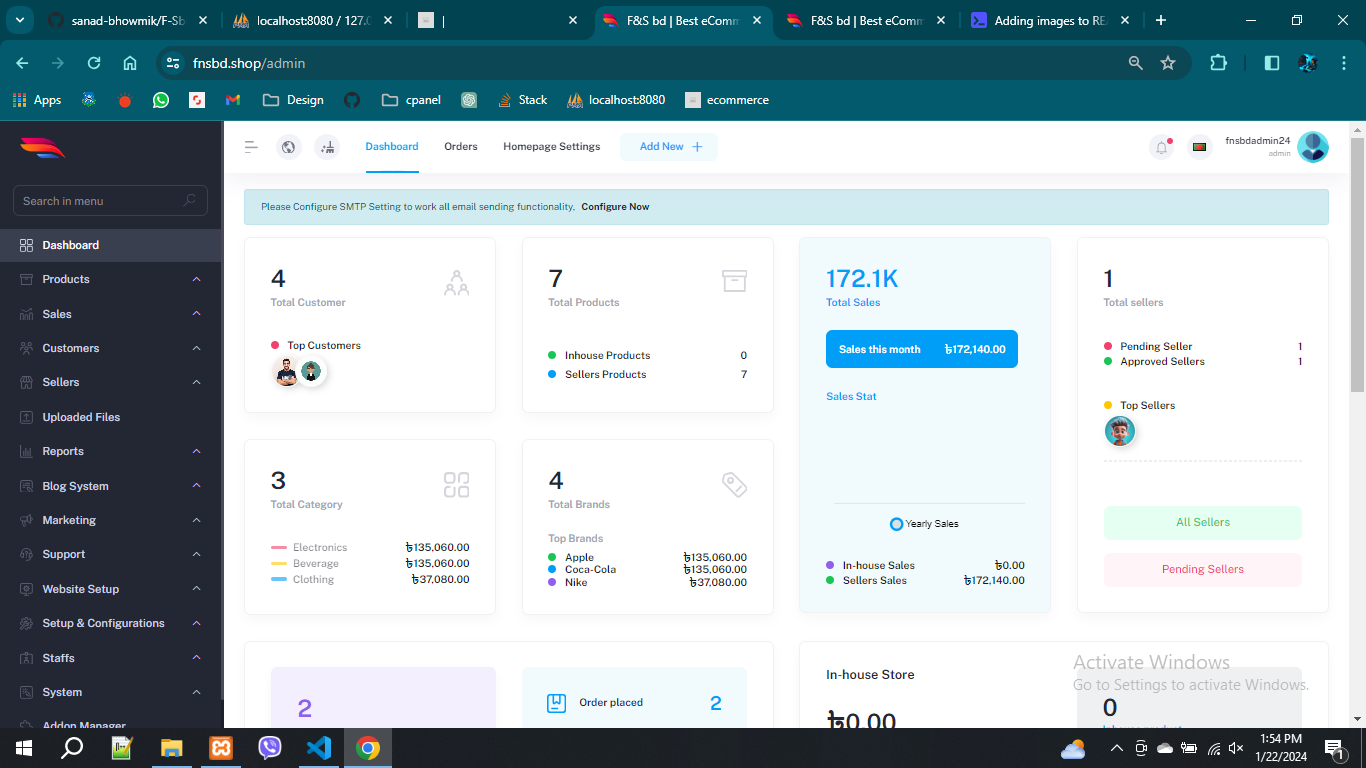 sanad-bhowmik/F-Sb
localhost:8080 / 127.0
|
F&S bd | Best eComm
F&S bd | Best eComm
Adding images to RE
fnsbd.shop/admin
Apps
Design
cpanel
Stack
localhost:8080
ecommerce
Dashboard
Orders
Homepage Settings
Add New +
fnsbdadmin24
admin
Search in menu
Dashboard
Products
Sales
Customers
Sellers
Uploaded Files
Reports
Blog System
Marketing
Support
Website Setup
Setup & Configurations
Staffs
System
Addon Manager
Please Configure SMTP Setting to work all email sending functionality, Configure Now
4
Total Customer
Top Customers
7
Total Products
Inhouse Products 0
Sellers Products 7
172.1K
Total Sales
Sales this month ৳172,140.00
Sales Stat
Yearly Sales
In-house Sales ৳0.00
Sellers Sales ৳172,140.00
1
Total sellers
Pending Seller 1
Approved Sellers 1
Top Sellers
All Sellers
Pending Sellers
3
Total Category
Electronics ৳135,060.00
Beverage ৳135,060.00
Clothing ৳37,080.00
4
Total Brands
Top Brands
Apple ৳135,060.00
Coca-Cola ৳135,060.00
Nike ৳37,080.00
2
Order placed 2
In-house Store
৳0.00
0
Inhouse product
Activate Windows
Go to Settings to activate Windows.
1:54 PM
1/22/2024
1